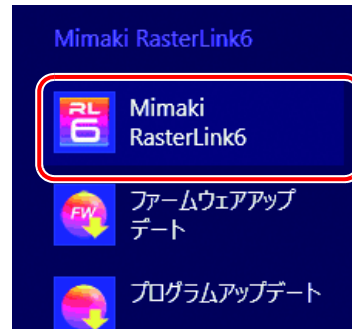 Mimaki RasterLink6
RL
6
Mimaki
RasterLink6
FW
ファームウェアアップ
デート
プログラムアップデート